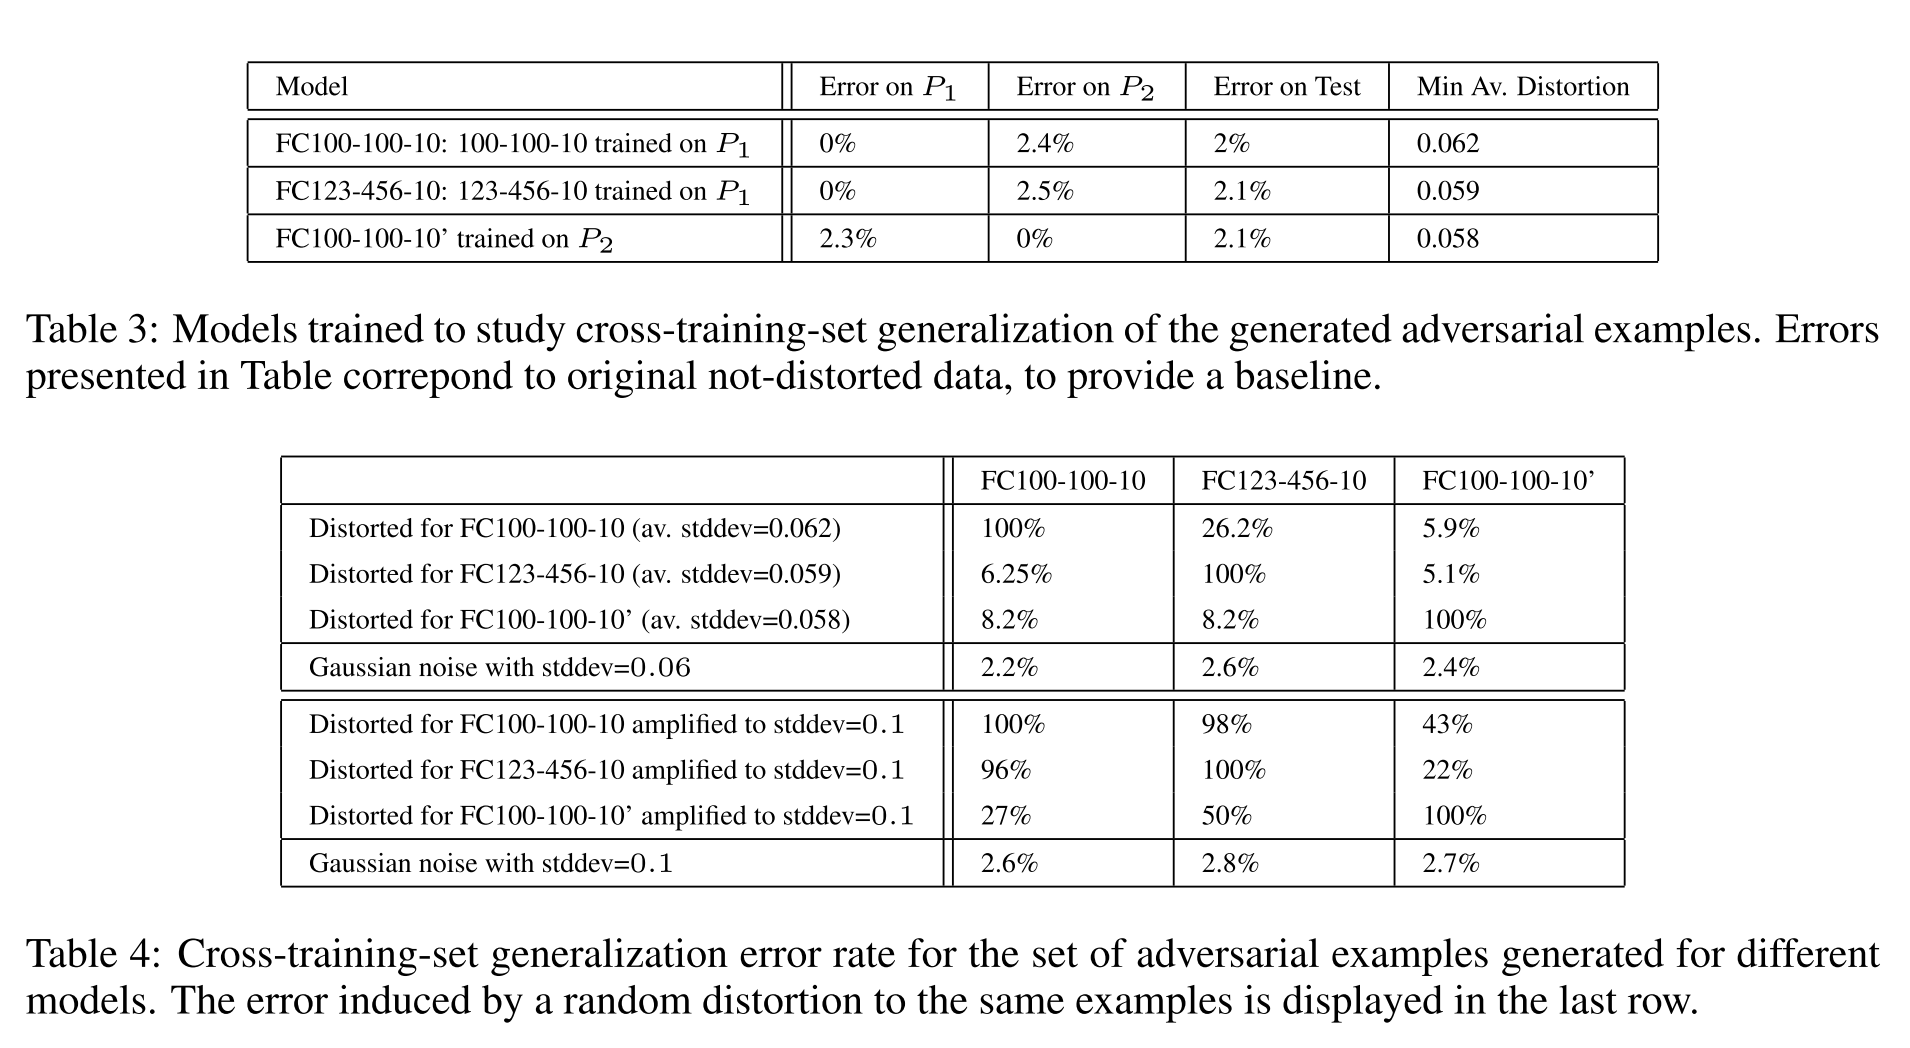 Model Error on P1 Error on P2 Error on Test Min Av. Distortion
FC100-100-10: 100-100-10 trained on P1 0% 2.4% 2% 0.062
FC123-456-10: 123-456-10 trained on P1 0% 2.5% 2.1% 0.059
FC100-100-10’ trained on P2 2.3% 0% 2.1% 0.058
Table 3: Models trained to study cross-training-set generalization of the generated adversarial examples. Errors
presented in Table correpond to original not-distorted data, to provide a baseline.
FC100-100-10 FC123-456-10 FC100-100-10’
Distorted for FC100-100-10 (av. stddev=0.062) 100% 26.2% 5.9%
Distorted for FC123-456-10 (av. stddev=0.059) 6.25% 100% 5.1%
Distorted for FC100-100-10’ (av. stddev=0.058) 8.2% 8.2% 100%
Gaussian noise with stddev=0.06 2.2% 2.6% 2.4%
Distorted for FC100-100-10 amplified to stddev=0.1 100% 98% 43%
Distorted for FC123-456-10 amplified to stddev=0.1 96% 100% 22%
Distorted for FC100-100-10’ amplified to stddev=0.1 27% 50% 100%
Gaussian noise with stddev=0.1 2.6% 2.8% 2.7%
Table 4: Cross-training-set generalization error rate for the set of adversarial examples generated for different
models. The error induced by a random distortion to the same examples is displayed in the last row.